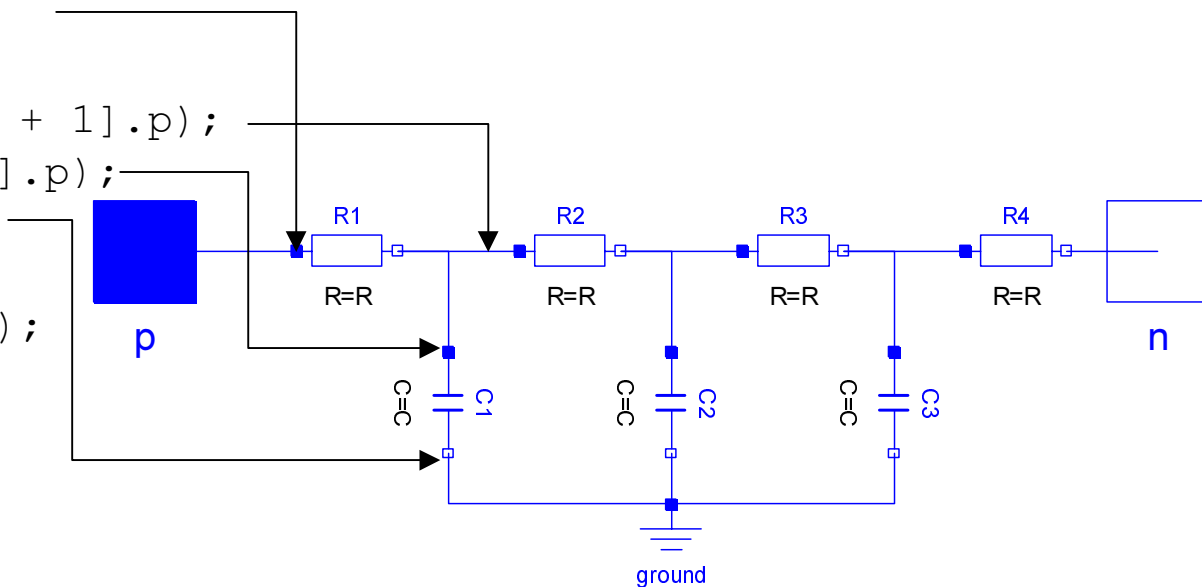 + 1].p);
].p);
);
R1 R2 R3 R4
R=R R=R R=R R=R
p n
C=C C1 C=C C2 C=C C3
ground